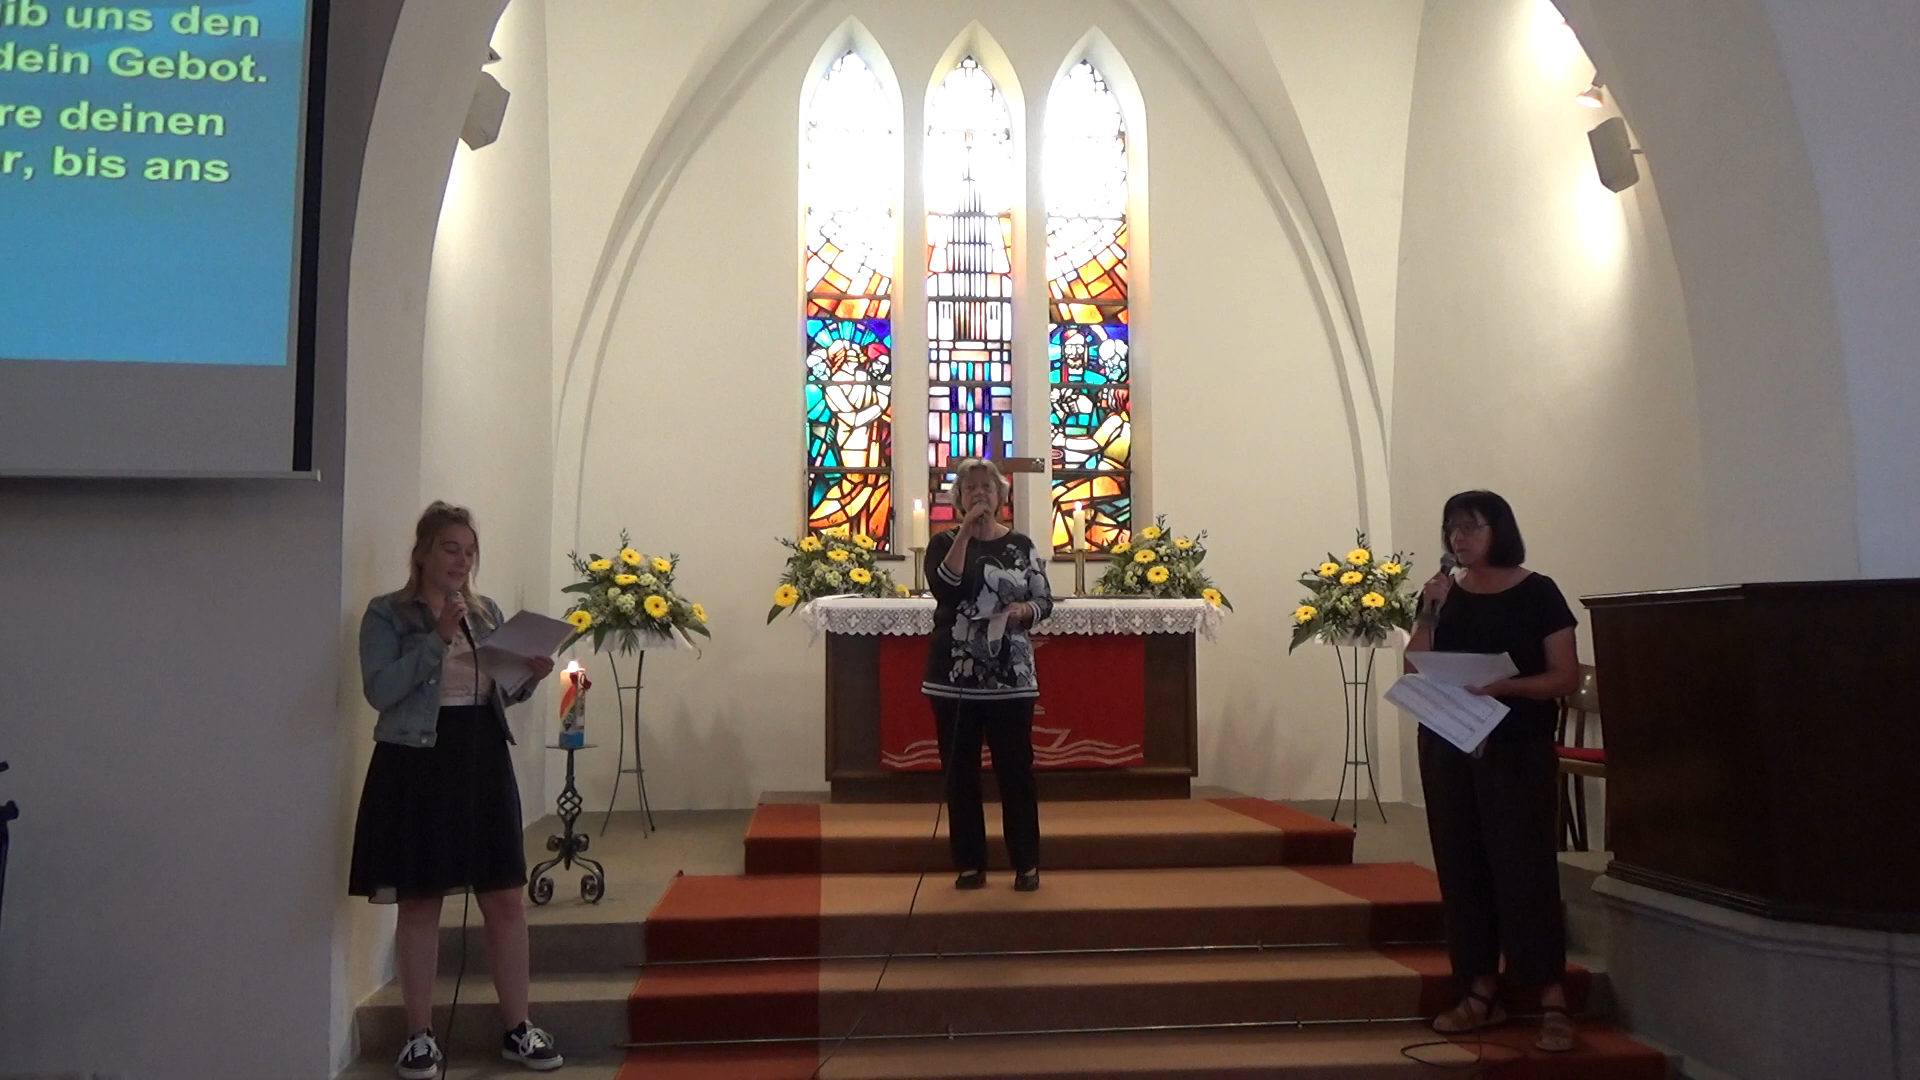 ib uns den
dein Gebot.
re deinen
r, bis ans